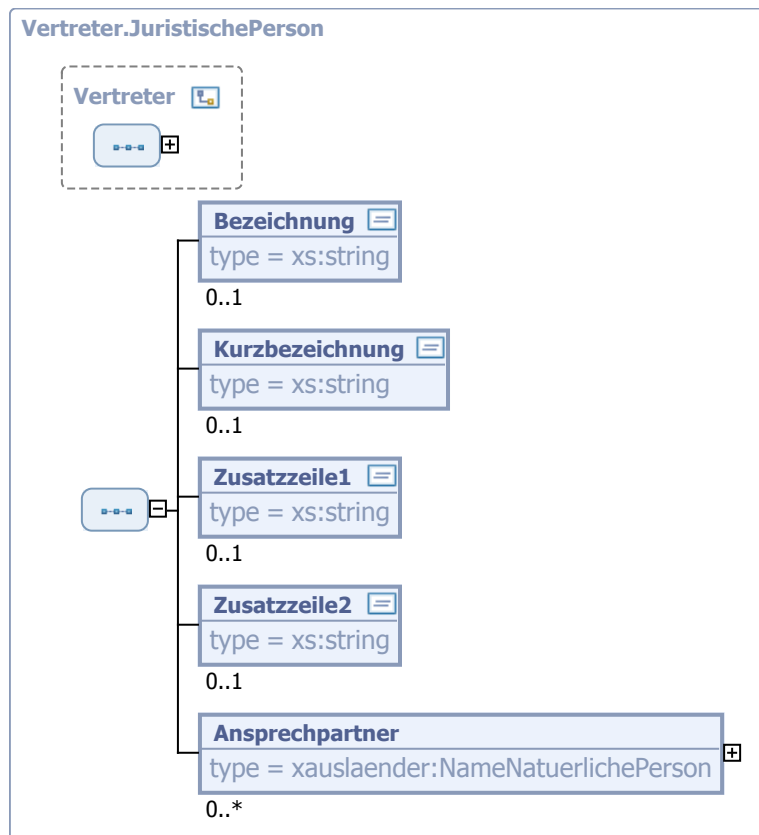 Vertreter.JuristischePerson
Vertreter
Bezeichnung
type = xs:string
0..1
Kurzbezeichnung
type = xs:string
0..1
Zusatzzeile1
type = xs:string
0..1
Zusatzzeile2
type = xs:string
0..1
Ansprechpartner
type = xauslaender:NameNatuerlichePerson
0..*